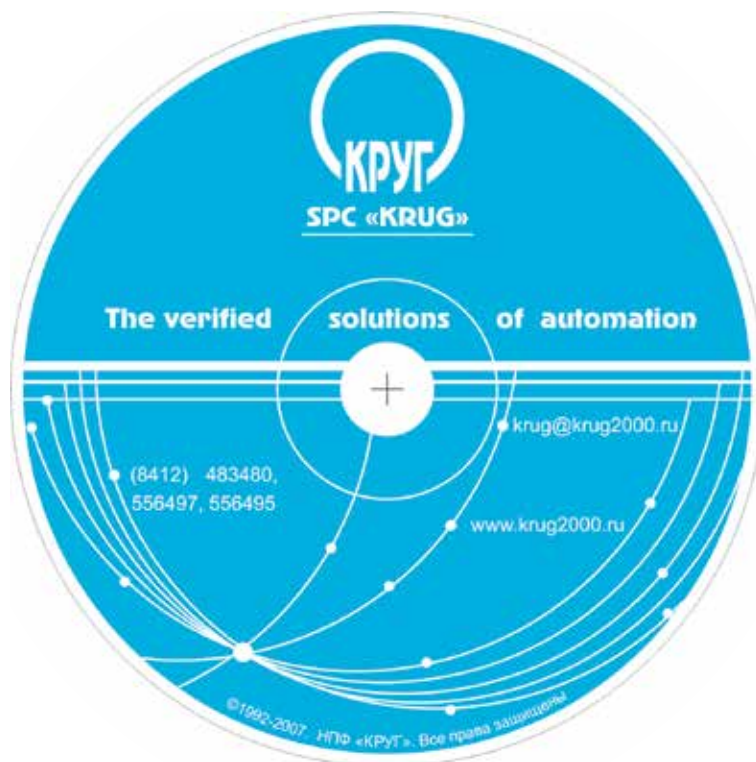 КРУГ
SPC «KRUG»
The verified solutions of automation
krug@krug2000.ru
(8412) 483480,
556497, 556495
www.krug2000.ru
©1992-2007. НПФ «КРУГ». Все права защищены